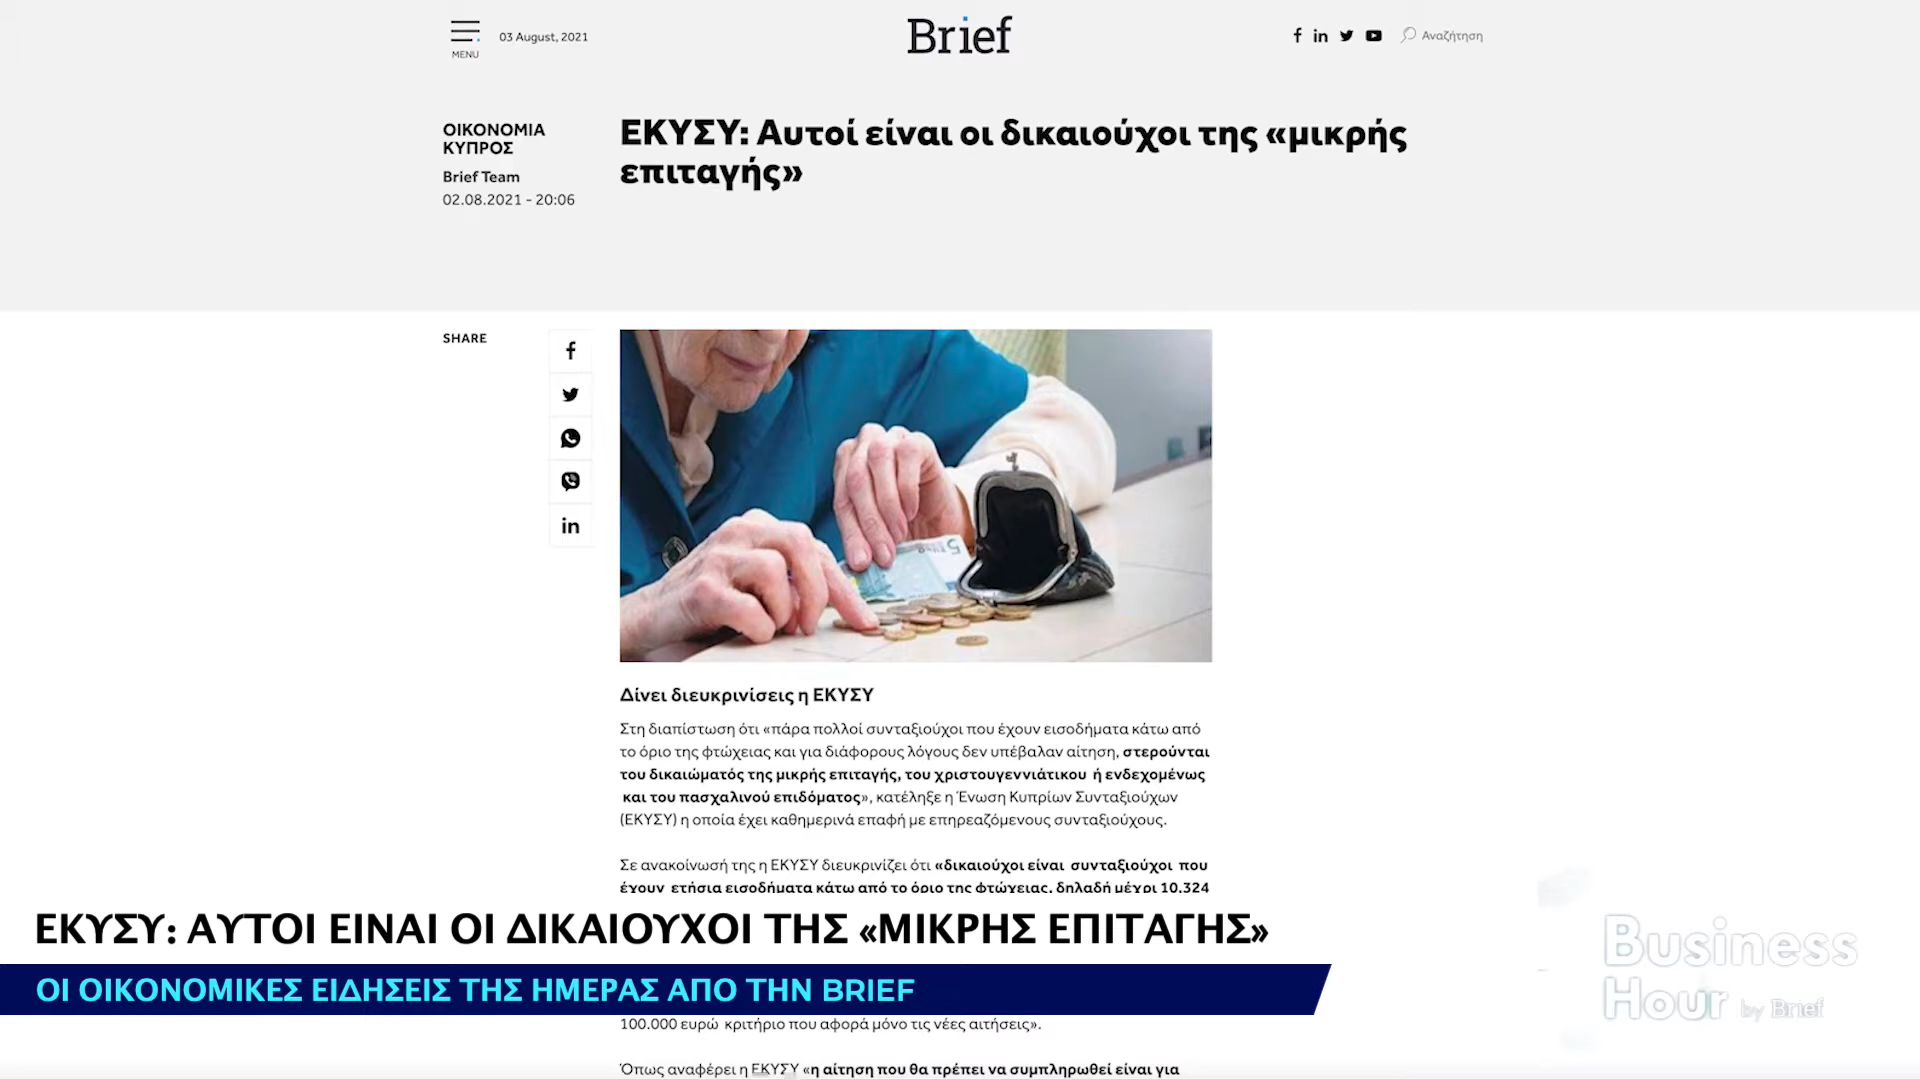 MENU
03 August, 2021
Brief
Αναζήτηση
ΟΙΚΟΝΟΜΙΑ
ΚΥΠΡΟΣ
Brief Team
02.08.2021 - 20:06
ΕΚΥΣΥ: Αυτοί είναι οι δικαιούχοι της «μικρής
επιταγής»
SHARE
5
EURO
Δίνει διευκρινίσεις η ΕΚΥΣΥ
Στη διαπίστωση ότι «πάρα πολλοί συνταξιούχοι που έχουν εισοδήματα κάτω από
το όριο της φτώχειας και για διάφορους λόγους δεν υπέβαλαν αίτηση, στερούνται
του δικαιώματός της μικρής επιταγής, του χριστουγεννιάτικου ή ενδεχομένως
και του πασχαλινού επιδόματος», κατέληξε η Ένωση Κυπρίων Συνταξιούχων
(ΕΚΥΣΥ) η οποία έχει καθημερινά επαφή με επηρεαζόμενους συνταξιούχους.
Σε ανακοίνωσή της η ΕΚΥΣΥ διευκρινίζει ότι «δικαιούχοι είναι συνταξιούχοι που
έχουν ετήσια εισοδήματα κάτω από το όριο της φτώχειας, δηλαδή μέχρι 10.324
ΕΚΥΣΥ: ΑΥΤΟΙ ΕΙΝΑΙ ΟΙ ΔΙΚΑΙΟΥΧΟΙ ΤΗΣ «ΜΙΚΡΗΣ ΕΠΙΤΑΓΗΣ»
ΟΙ ΟΙΚΟΝΟΜΙΚΕΣ ΕΙΔΗΣΕΙΣ ΤΗΣ ΗΜΕΡΑΣ ΑΠΟ ΤΗΝ BRIEF
100.000 ευρώ κριτήριο που αφορά μόνο τις νέες αιτήσεις».
Όπως αναφέρει η ΕΚΥΣΥ «η αίτηση που θα πρέπει να συμπληρωθεί είναι για
Business
Hour by Brief